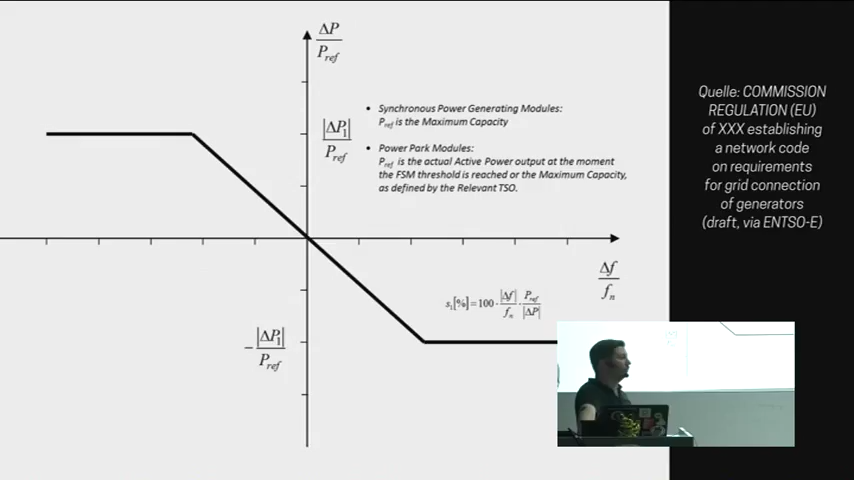 ΔP
P_ref
|ΔP₁|
P_ref
• Synchronous Power Generating Modules:
P_ref is the Maximum Capacity
• Power Park Modules:
P_ref is the actual Active Power output at the moment
the FSM threshold is reached or the Maximum Capacity,
as defined by the Relevant TSO.
Δf
f_n
s₁[%]=100·|Δf|/f_n·P_ref/|ΔP|
−|ΔP₁|
P_ref
Quelle: COMMISSION
REGULATION (EU)
of XXX establishing
a network code
on requirements
for grid connection
of generators
(draft, via ENTSO-E)